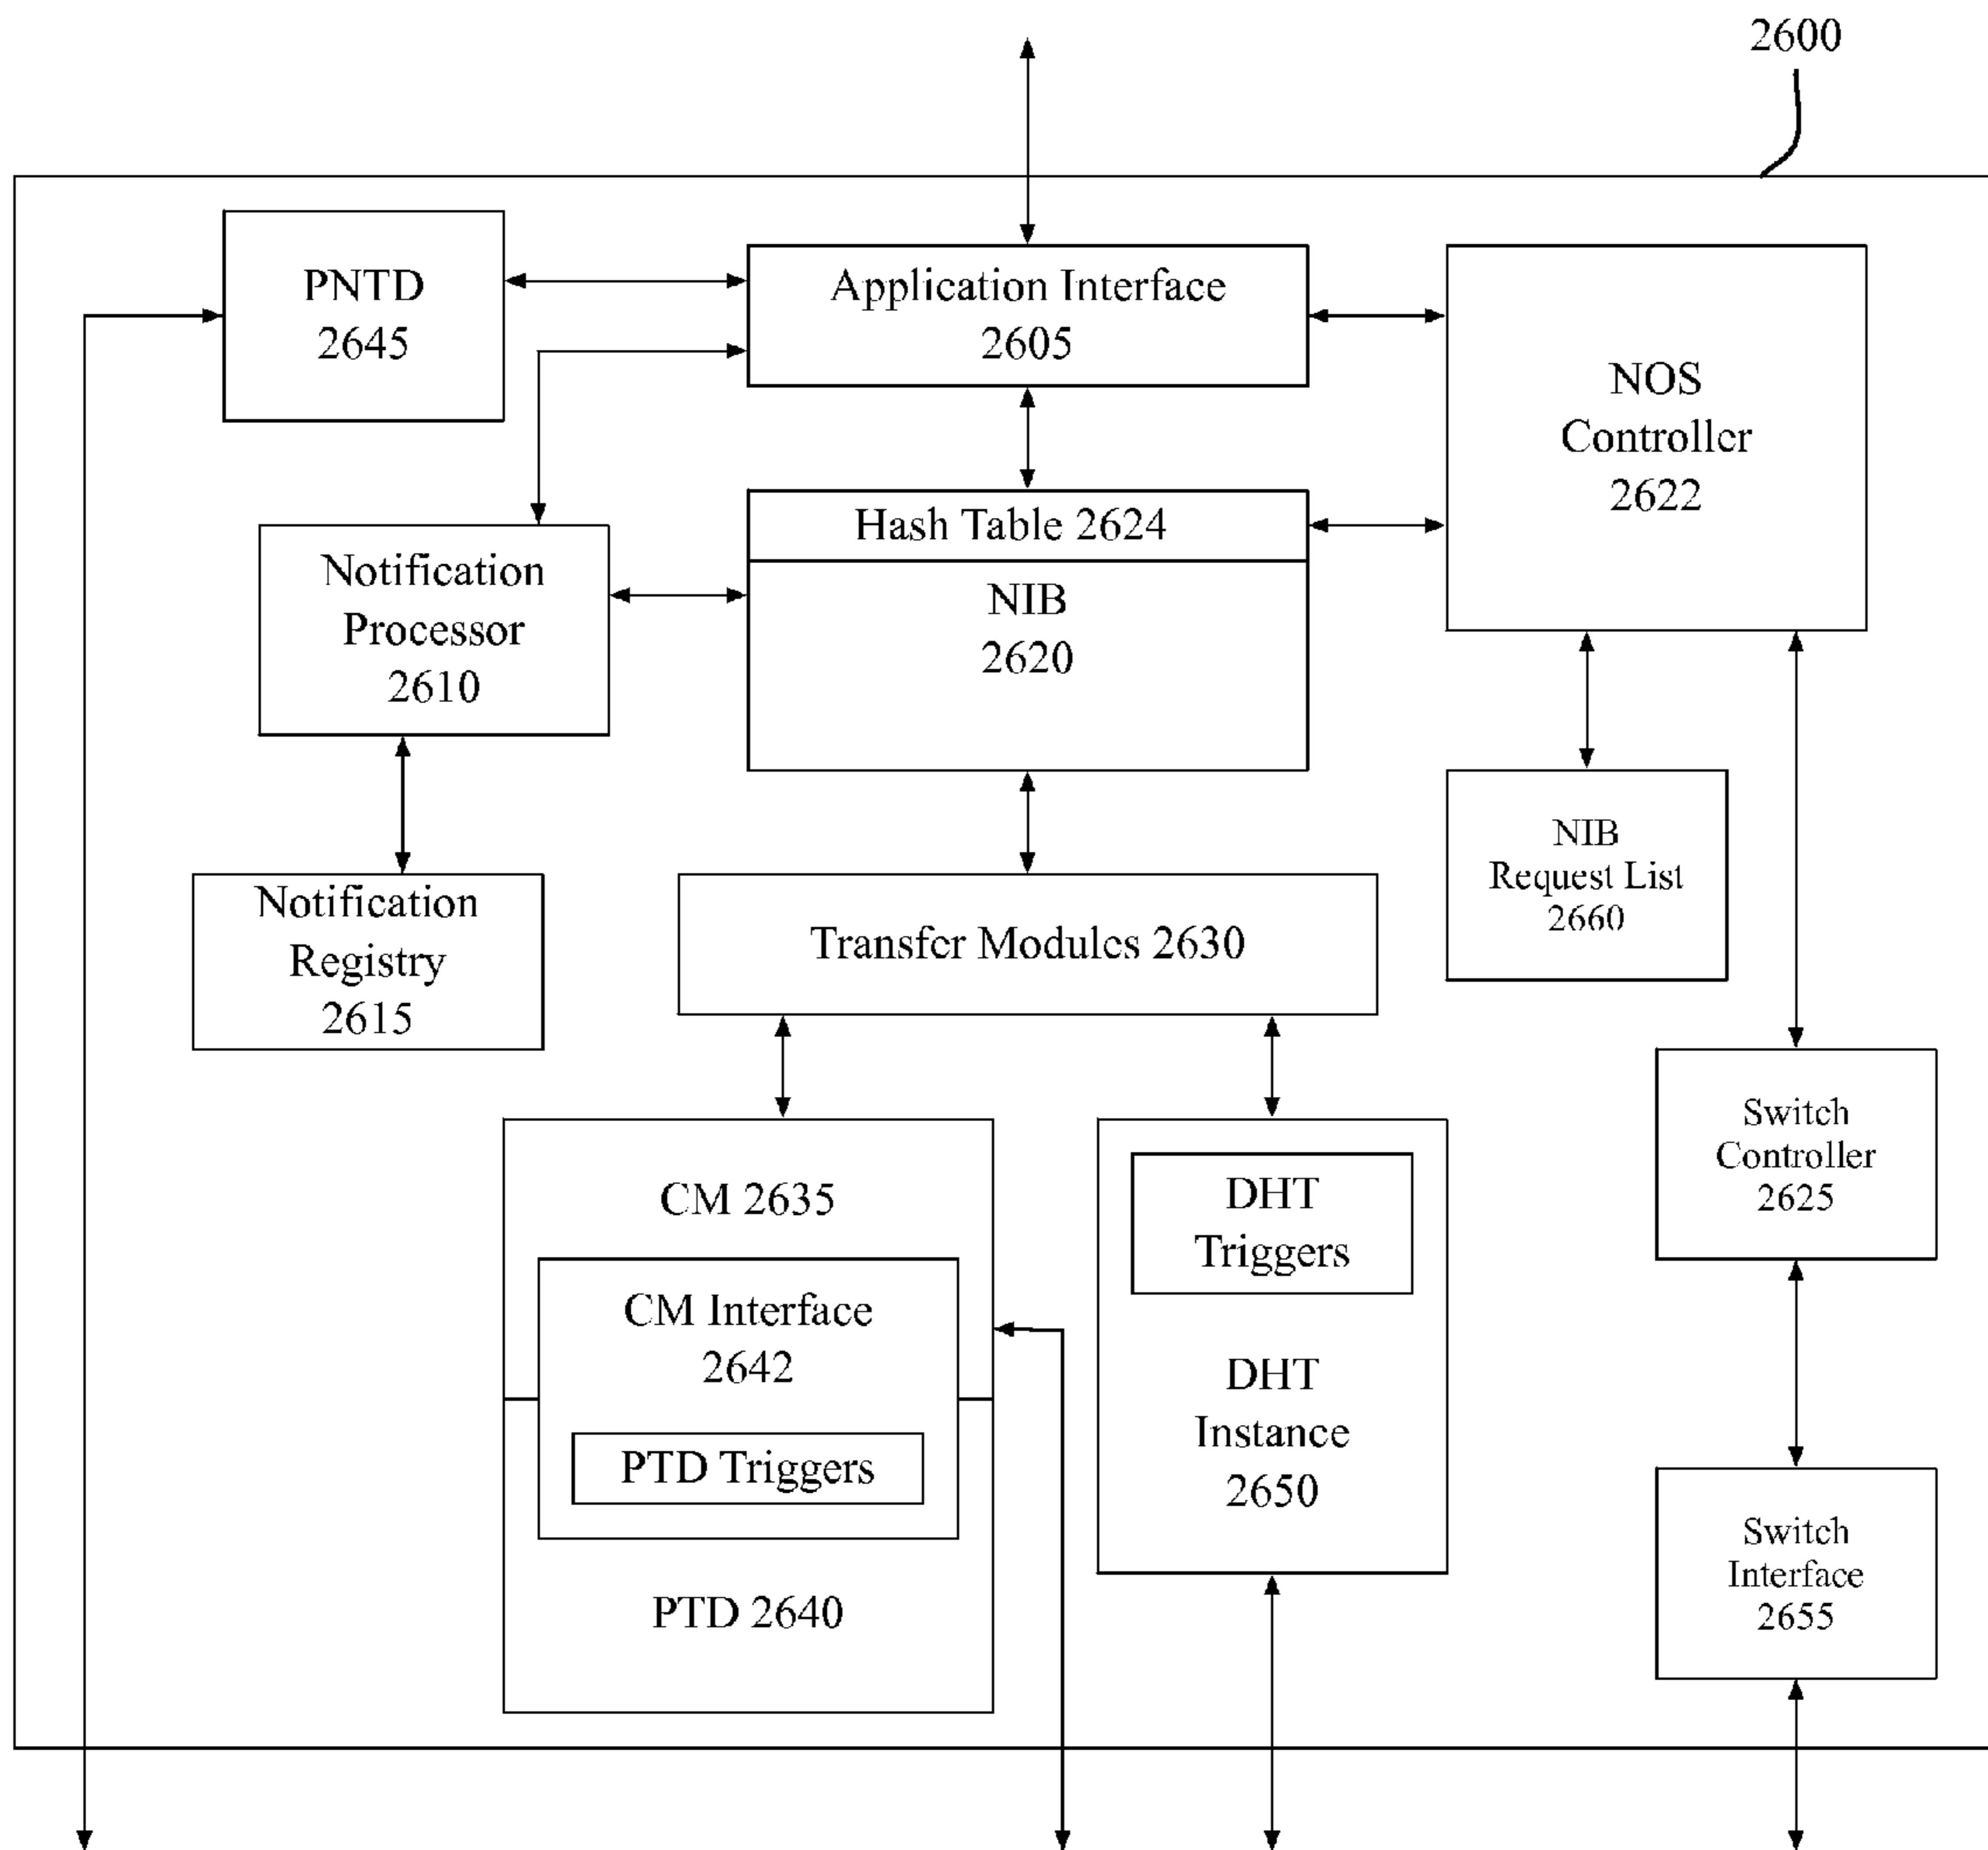 2600
PNTD
2645
Application Interface
2605
NOS
Controller
2622
Hash Table 2624
NIB
2620
Notification
Processor
2610
Notification
Registry
2615
Transfer Modules 2630
NIB
Request List
2660
CM 2635
CM Interface
2642
PTD Triggers
PTD 2640
DHT
Triggers
DHT
Instance
2650
Switch
Controller
2625
Switch
Interface
2655